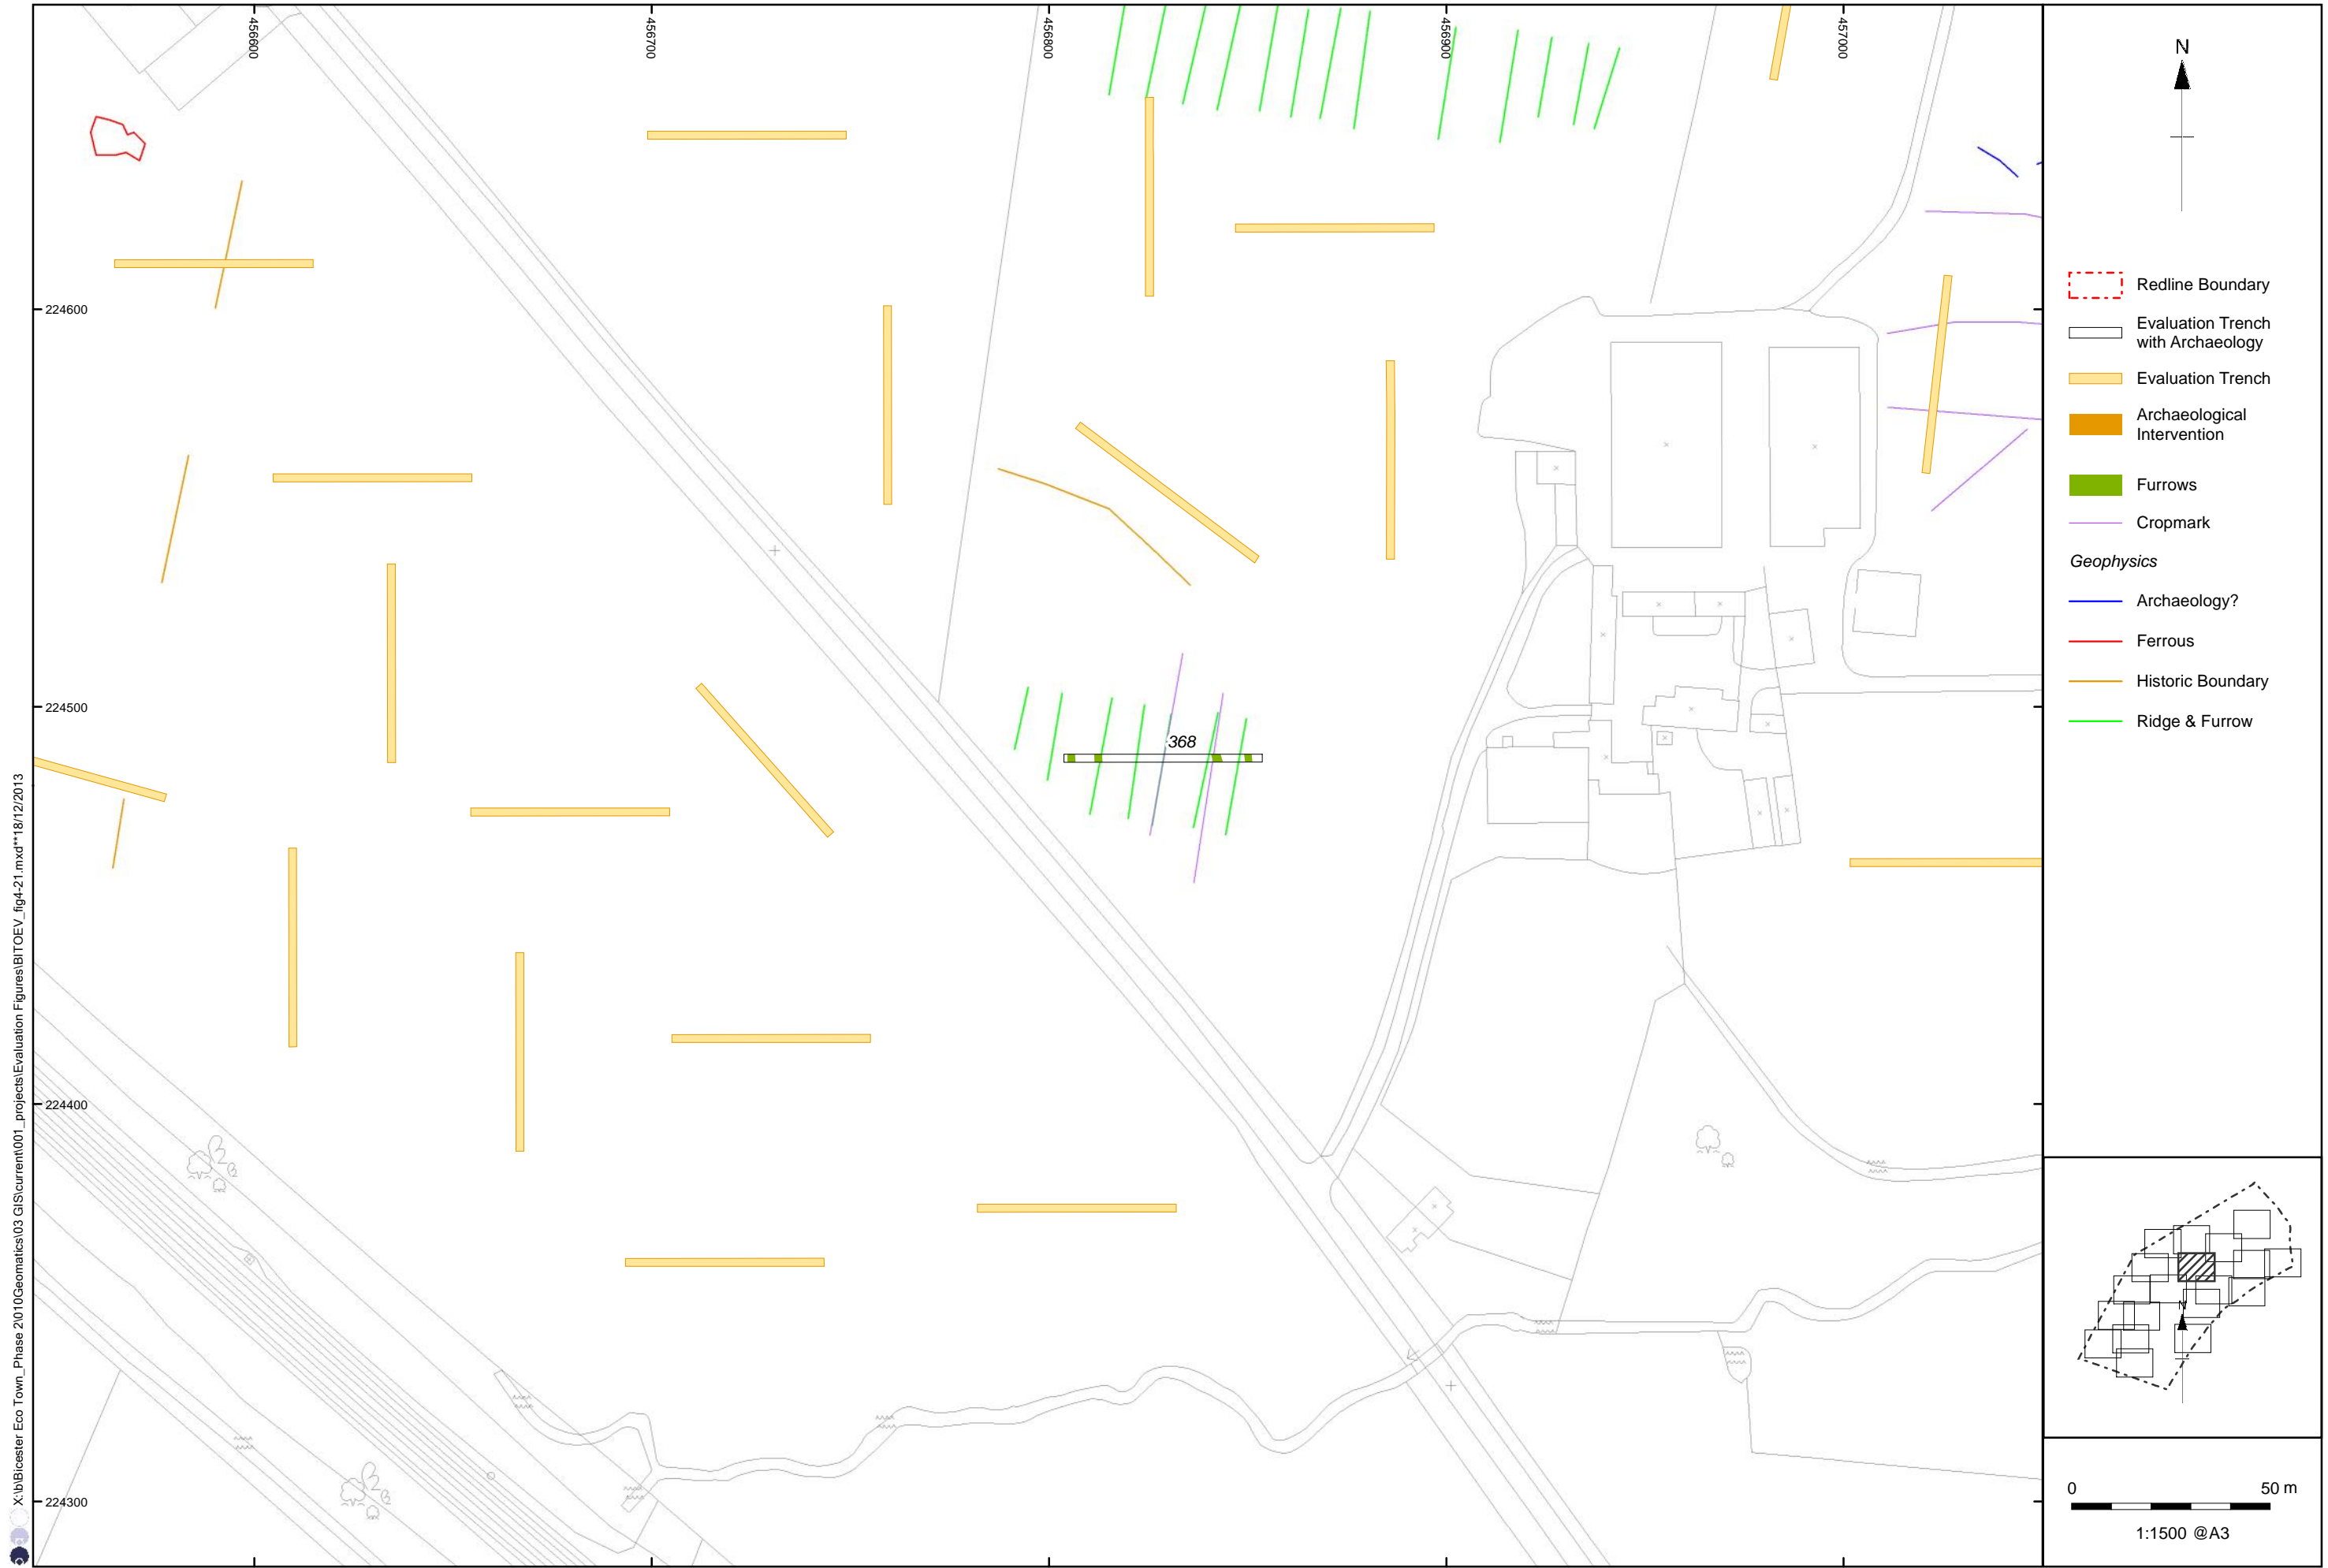 456600
456700
456800
456900
457000
224600
224500
224400
224300
368
X:\b\Bicester Eco Town_Phase 2\010Geomatics\03 GIS\current\001_projects\Evaluation Figures\BITOEV_fig4-21.mxd**18/12/2013
N
Redline Boundary
Evaluation Trench
with Archaeology
Evaluation Trench
Archaeological
Intervention
Furrows
Cropmark
Geophysics
Archaeology?
Ferrous
Historic Boundary
Ridge & Furrow
N
0 50 m
1:1500 @A3